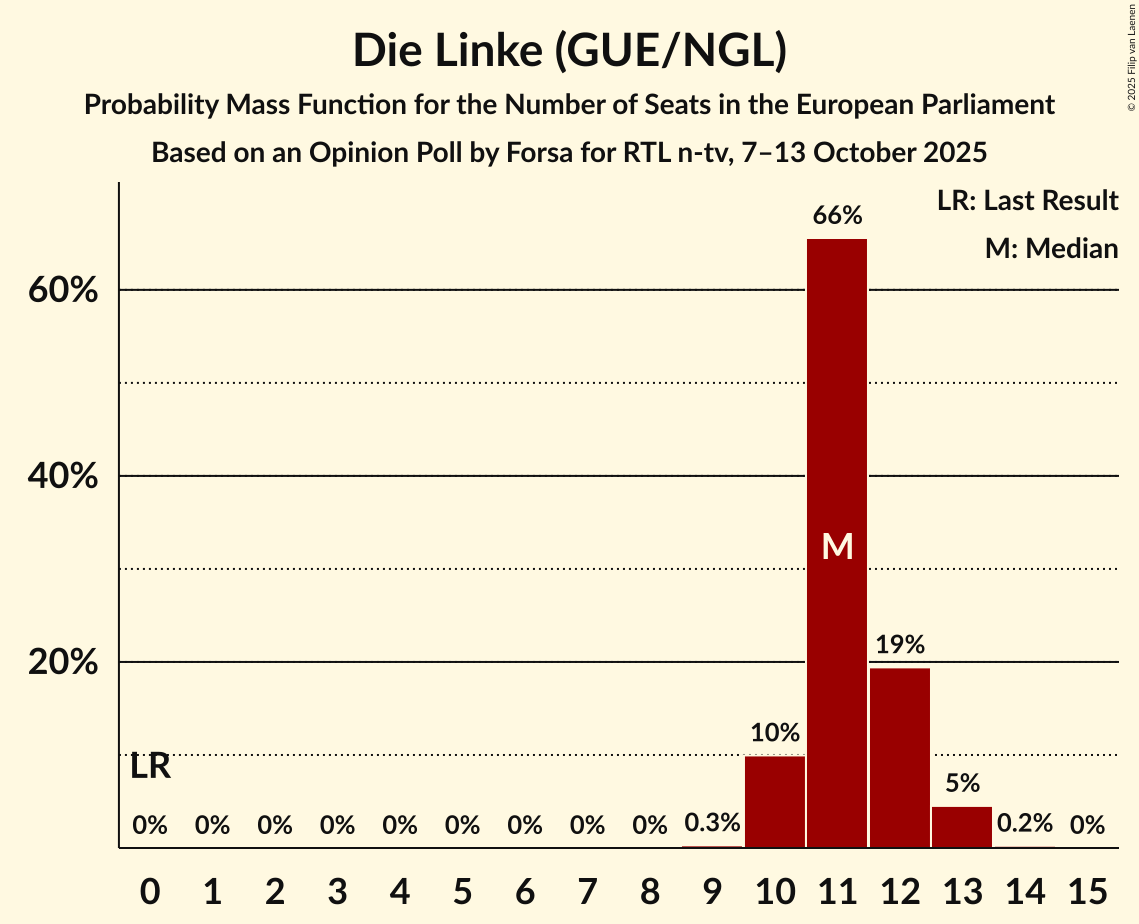 Die Linke (GUE/NGL)
Probability Mass Function for the Number of Seats in the European Parliament
Based on an Opinion Poll by Forsa for RTL n-tv, 7–13 October 2025
© 2025 Filip van Laenen
LR: Last Result
M: Median
66%
60%
40%
M
19%
20%
10%
5%
LR
0% 0% 0% 0% 0% 0% 0% 0% 0% 0.3% 0.2% 0%
0 1 2 3 4 5 6 7 8 9 10 11 12 13 14 15